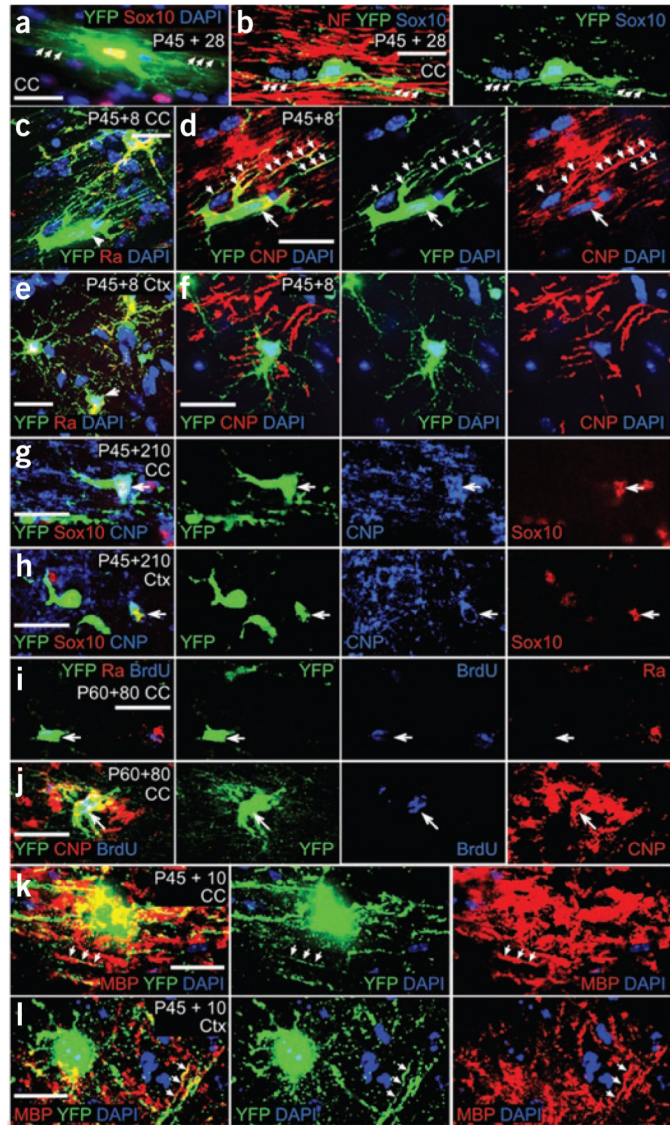 a
YFP Sox10 DAPI
P45 + 28
CC
b
NF YFP Sox10
P45 + 28
CC
YFP Sox10
c
P45+8 CC
YFP Ra DAPI
d
P45+8
YFP CNP DAPI
YFP DAPI
CNP DAPI
e
P45+8 Ctx
YFP Ra DAPI
f
P45+8
YFP CNP DAPI
YFP DAPI
CNP DAPI
g
P45+210
CC
YFP Sox10 CNP
YFP
CNP
Sox10
h
P45+210
Ctx
YFP Sox10 CNP
YFP
CNP
Sox10
i
YFP Ra BrdU
P60+80 CC
YFP
BrdU
Ra
j
P60+80
CC
YFP CNP BrdU
YFP
BrdU
CNP
k
P45 + 10
CC
MBP YFP DAPI
YFP DAPI
MBP DAPI
l
P45 + 10
Ctx
MBP YFP DAPI
YFP DAPI
MBP DAPI